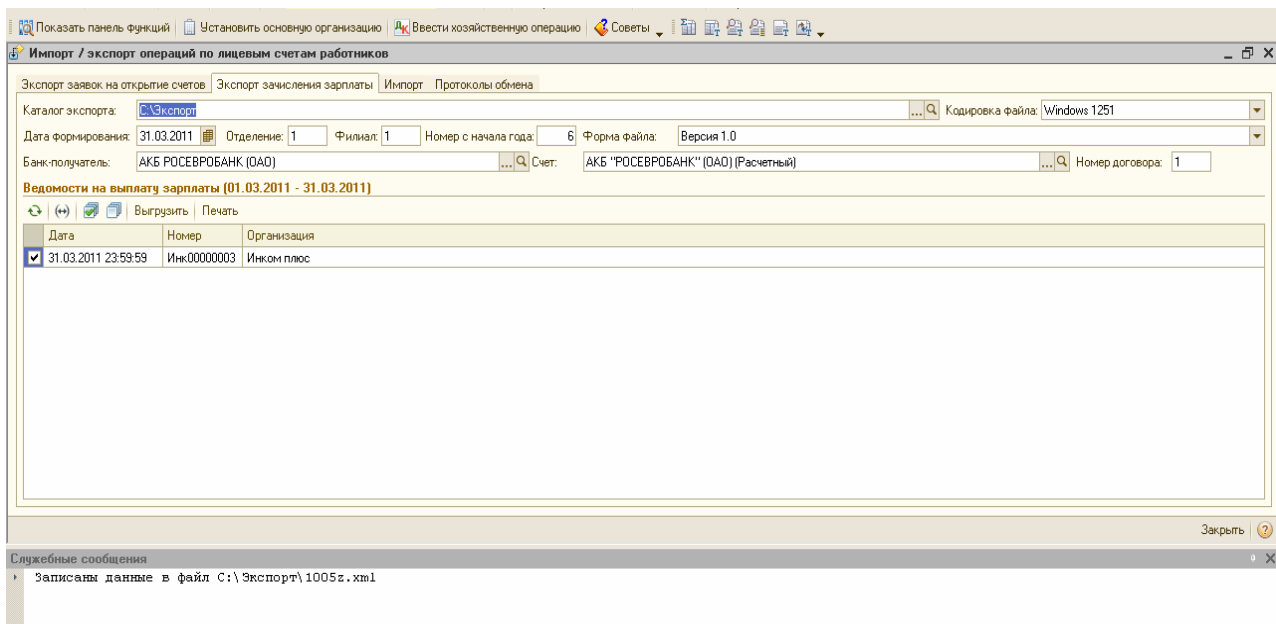 Показать панель функций Установить основную организацию Ввести хозяйственную операцию Советы
Импорт / экспорт операций по лицевым счетам работников
Экспорт заявок на открытие счетов Экспорт зачисления зарплаты Импорт Протоколы обмена
Каталог экспорта: C:\Экспорт ... Кодировка файла: Windows 1251
Дата формирования: 31.03.2011 Отделение: 1 Филиал: 1 Номер с начала года: 6 Форма файла: Версия 1.0
Банк-получатель: АКБ РОСЕВРОБАНК (ОАО) ... Счет: АКБ "РОСЕВРОБАНК" (ОАО) (Расчетный) ... Номер договора: 1
Ведомости на выплату зарплаты (01.03.2011 - 31.03.2011)
Выгрузить Печать
Дата Номер Организация
31.03.2011 23:59:59 Инк00000003 Инком плюс
Закрыть ?
Служебные сообщения
Записаны данные в файл C:\Экспорт\1005z.xml